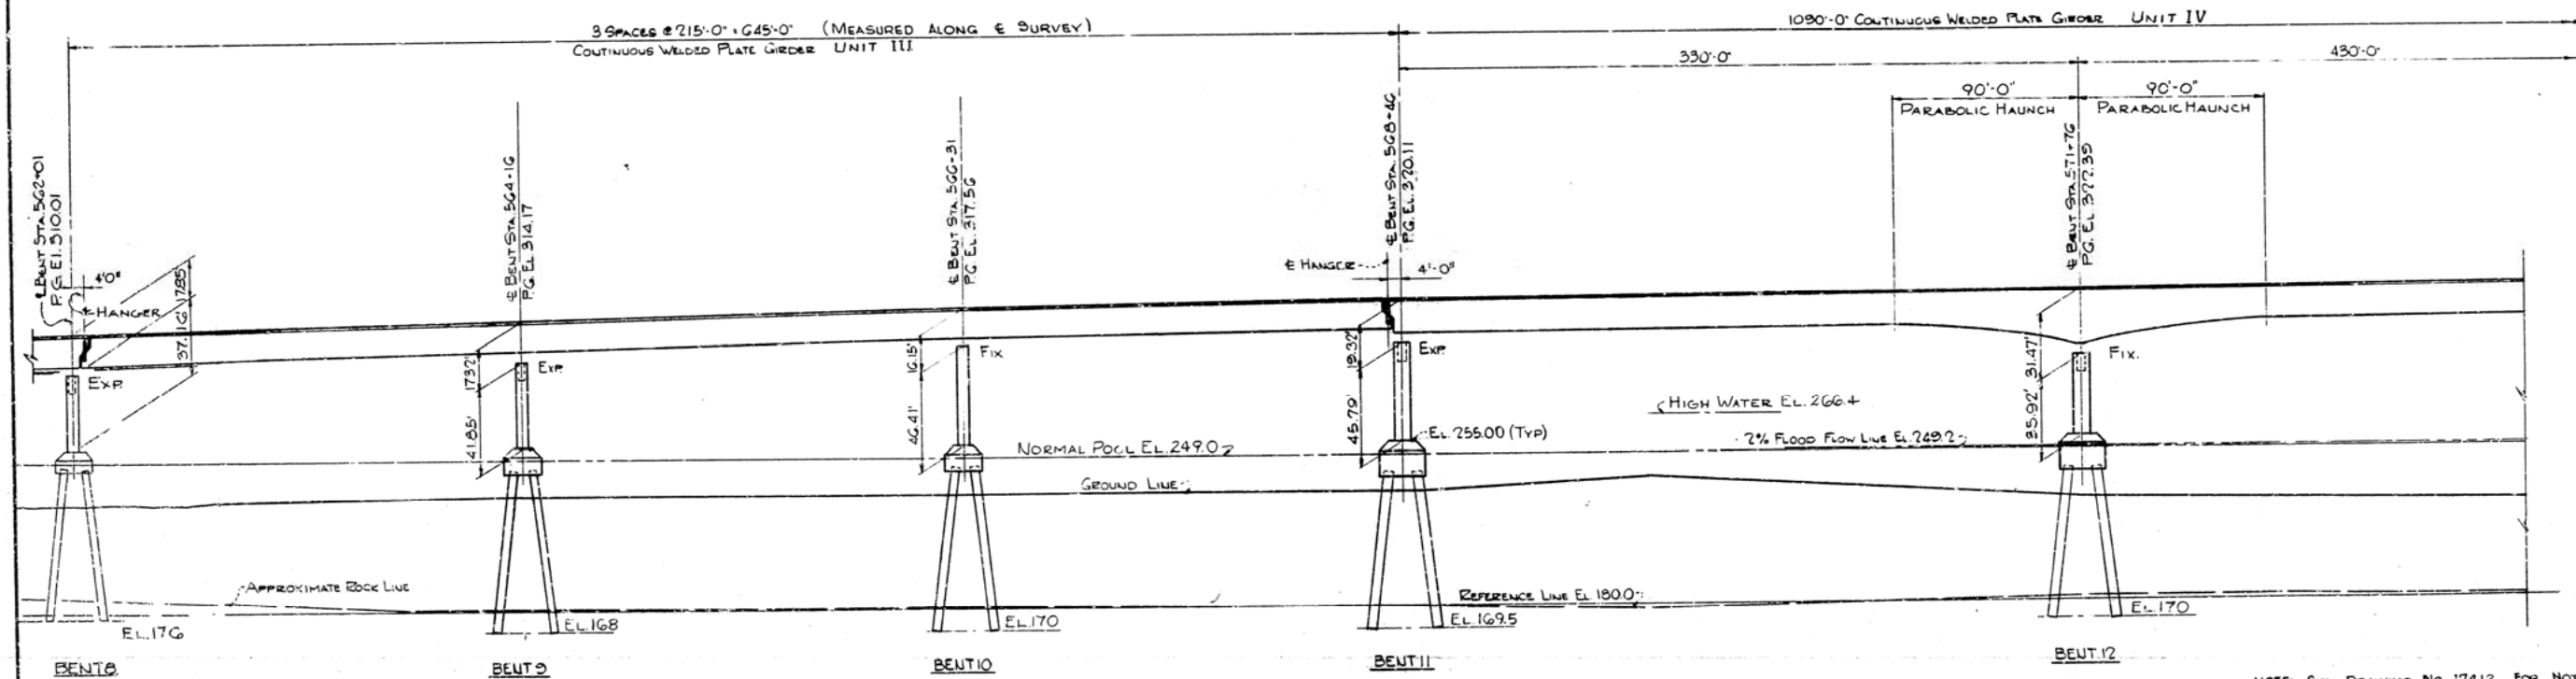 3 SPACES @ 215'-0" = 645'-0" (MEASURED ALONG ℄ SURVEY)
CONTINUOUS WELDED PLATE GIRDER UNIT III
1090'-0" CONTINUOUS WELDED PLATE GIRDER UNIT IV
330'-0"
430'-0"
90'-0"
PARABOLIC HAUNCH
90'-0"
PARABOLIC HAUNCH
℄ BENT STA. 562+01
P.G. El. 310.01
℄ BENT STA. 564+16
P.G. EL. 314.17
℄ BENT STA. 566+31
P.G. EL. 317.56
℄ BENT STA. 568+46
P.G. EL. 320.11
℄ BENT STA. 571+76
P.G. EL. 322.39
4'0"
℄ HANGER
17.85'
37.16'
℄ HANGER
4'-0"
EXP.
17.32'
41.85'
EXP.
16.15'
46.41'
FIX
19.32'
45.79'
EXP.
31.47'
35.92'
FIX.
HIGH WATER EL. 266.4
EL. 255.00 (TYP)
2% FLOOD FLOW LINE EL. 249.2
NORMAL POOL EL. 249.0
GROUND LINE
APPROXIMATE ROCK LINE
REFERENCE LINE EL. 180.0
EL. 176
EL. 168
EL. 170
EL. 169.5
EL. 170
BENT 8
BENT 9
BENT 10
BENT 11
BENT 12
DRAWING NO. 17412 FOR